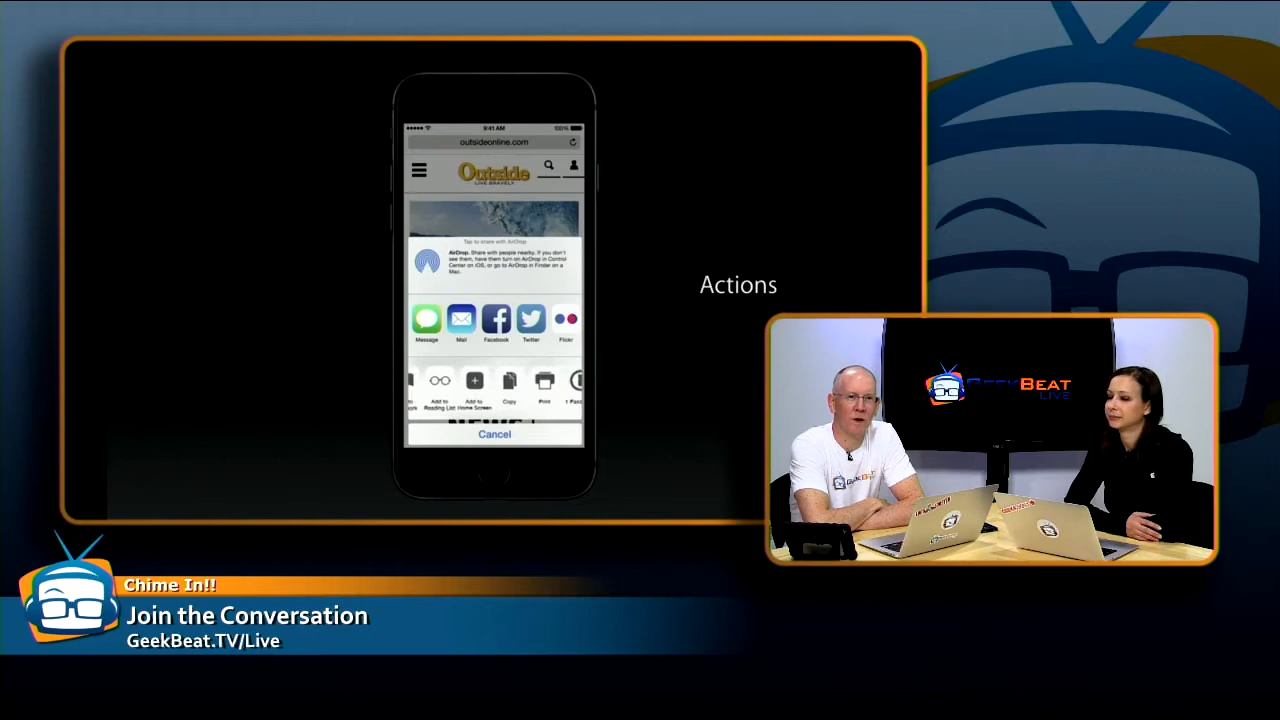 9:41 AM
100%
outsideonline.com
Outside
LIVE BRAVELY
Tap to share with AirDrop
AirDrop. Share with people nearby. If you don't
see them, have them turn on AirDrop in Control
Center on iOS, or go to AirDrop in Finder on a
Mac.
Message
Mail
Facebook
Twitter
Flickr
Add to
Reading List
Add to
Home Screen
Copy
Print
Cancel
Actions
GEEKBEAT
LIVE
GeekBeat
Chime In!!
Join the Conversation
GeekBeat.TV/Live